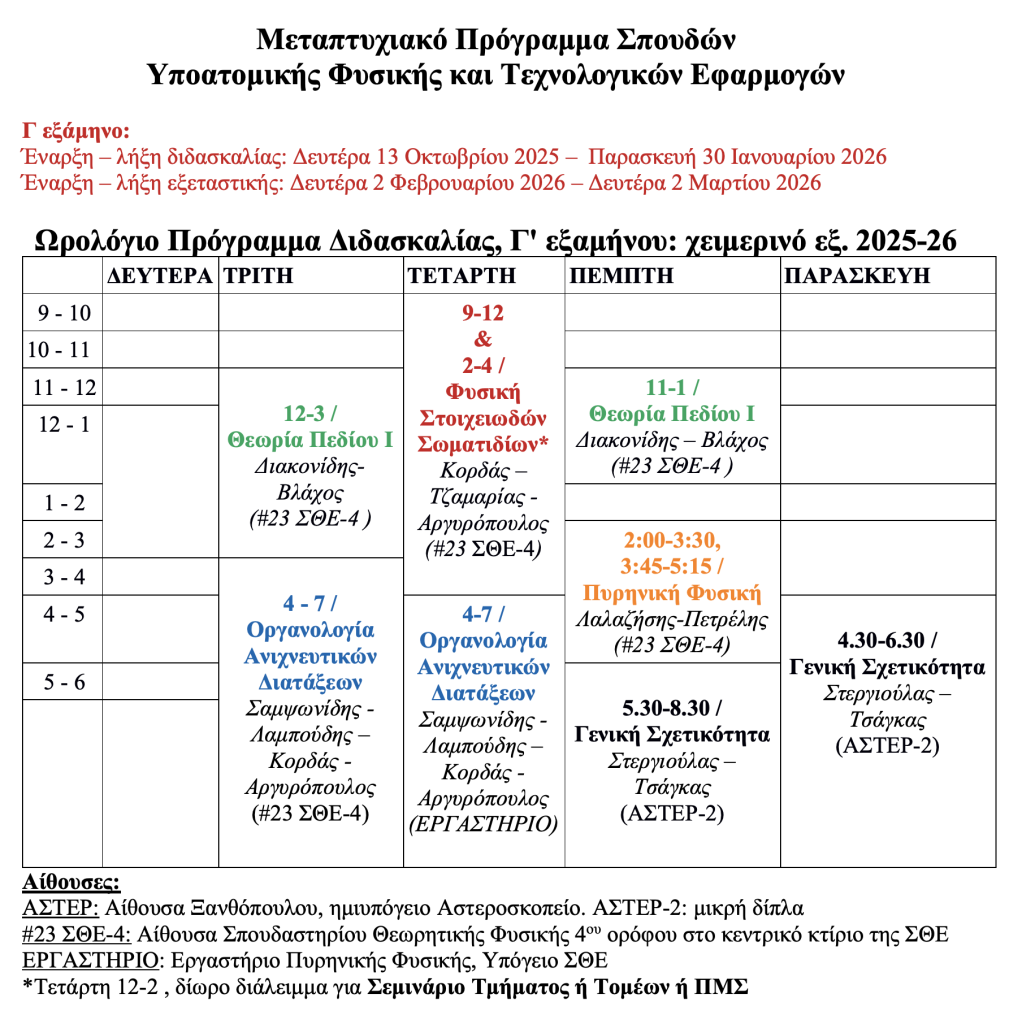 Μεταπτυχιακό Πρόγραμμα Σπουδών
Υποατομικής Φυσικής και Τεχνολογικών Εφαρμογών
Γ εξάμηνο:
Έναρξη – λήξη διδασκαλίας: Δευτέρα 13 Οκτωβρίου 2025 – Παρασκευή 30 Ιανουαρίου 2026
Έναρξη – λήξη εξεταστικής: Δευτέρα 2 Φεβρουαρίου 2026 – Δευτέρα 2 Μαρτίου 2026
Ωρολόγιο Πρόγραμμα Διδασκαλίας, Γ' εξαμήνου: χειμερινό εξ. 2025-26
ΔΕΥΤΕΡΑ ΤΡΙΤΗ ΤΕΤΑΡΤΗ ΠΕΜΠΤΗ ΠΑΡΑΣΚΕΥΗ
9 - 10
10 - 11
11 - 12
12 - 1
1 - 2
2 - 3
3 - 4
4 - 5
5 - 6
12-3 /
Θεωρία Πεδίου Ι
Διακονίδης-
Βλάχος
(#23 ΣΘΕ-4 )
4 - 7 /
Οργανολογία
Ανιχνευτικών
Διατάξεων
Σαμψωνίδης -
Λαμπούδης –
Κορδάς -
Αργυρόπουλος
(#23 ΣΘΕ-4)
9-12
&
2-4 /
Φυσική
Στοιχειωδών
Σωματιδίων*
Κορδάς –
Τζαμαρίας -
Αργυρόπουλος
(#23 ΣΘΕ-4)
4-7 /
Οργανολογία
Ανιχνευτικών
Διατάξεων
Σαμψωνίδης -
Λαμπούδης –
Κορδάς -
Αργυρόπουλος
(ΕΡΓΑΣΤΗΡΙΟ)
11-1 /
Θεωρία Πεδίου Ι
Διακονίδης – Βλάχος
(#23 ΣΘΕ-4 )
2:00-3:30,
3:45-5:15 /
Πυρηνική Φυσική
Λαλαζήσης-Πετρέλης
(#23 ΣΘΕ-4)
5.30-8.30 /
Γενική Σχετικότητα
Στεργιούλας –
Τσάγκας
(ΑΣΤΕΡ-2)
4.30-6.30 /
Γενική Σχετικότητα
Στεργιούλας –
Τσάγκας
(ΑΣΤΕΡ-2)
Αίθουσες:
ΑΣΤΕΡ: Αίθουσα Ξανθόπουλου, ημιυπόγειο Αστεροσκοπείο. ΑΣΤΕΡ-2: μικρή δίπλα
#23 ΣΘΕ-4: Αίθουσα Σπουδαστηρίου Θεωρητικής Φυσικής 4ου ορόφου στο κεντρικό κτίριο της ΣΘΕ
ΕΡΓΑΣΤΗΡΙΟ: Εργαστήριο Πυρηνικής Φυσικής, Υπόγειο ΣΘΕ
*Τετάρτη 12-2 , δίωρο διάλειμμα για Σεμινάριο Τμήματος ή Τομέων ή ΠΜΣ